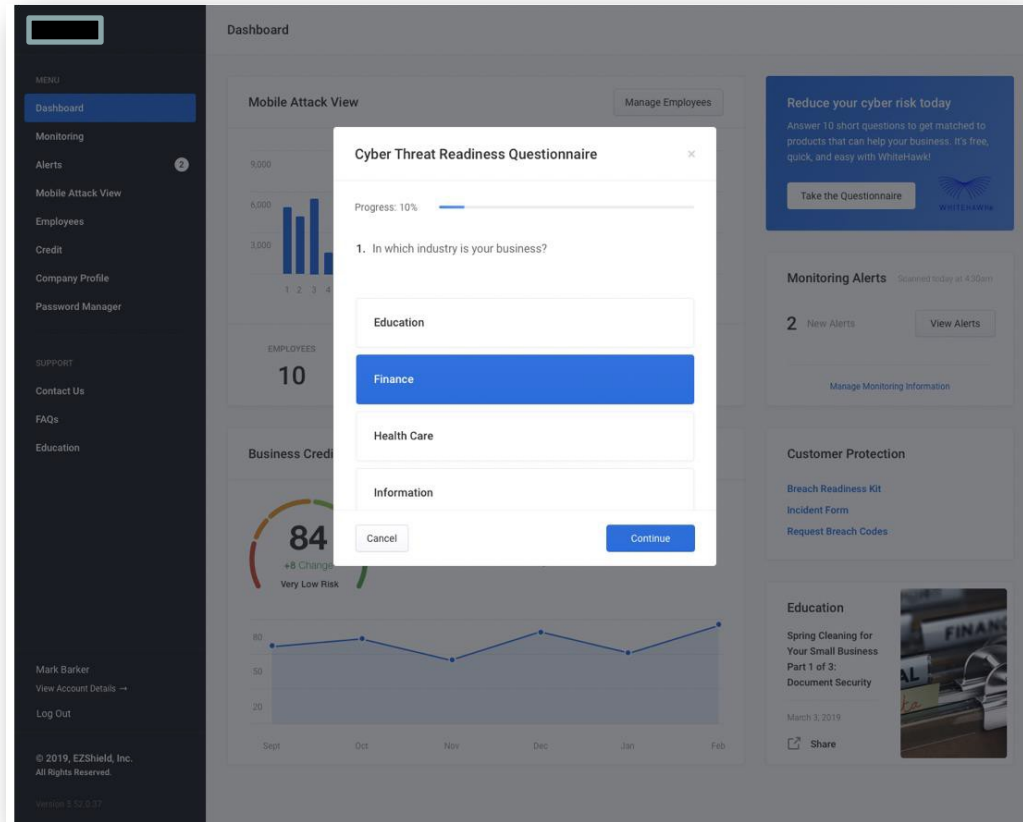 Dashboard
MENU
Dashboard
Monitoring
Alerts 2
Mobile Attack View
Employees
Credit
Company Profile
Password Manager
SUPPORT
Contact Us
FAQs
Education
Mark Barker
View Account Details →
Log Out
© 2019, EZShield, Inc.
All Rights Reserved.
Version 5.52.0.37
Mobile Attack View
Manage Employees
9,000
6,000
3,000
1 2 3 4
EMPLOYEES
10
Cyber Threat Readiness Questionnaire ×
Progress: 10%
1. In which industry is your business?
Education
Finance
Health Care
Information
Cancel
Continue
Business Credi
84
+8 Change
Very Low Risk
80
50
20
Sept Oct Nov Dec Jan Feb
Reduce your cyber risk today
Answer 10 short questions to get matched to
products that can help your business. It's free,
quick, and easy with WhiteHawk!
Take the Questionnaire
WHITEHAWK
Monitoring Alerts Scanned today at 4:30am
2 New Alerts
View Alerts
Manage Monitoring Information
Customer Protection
Breach Readiness Kit
Incident Form
Request Breach Codes
Education
Spring Cleaning for
Your Small Business
Part 1 of 3:
Document Security
March 3, 2019
Share
FINANC
AL